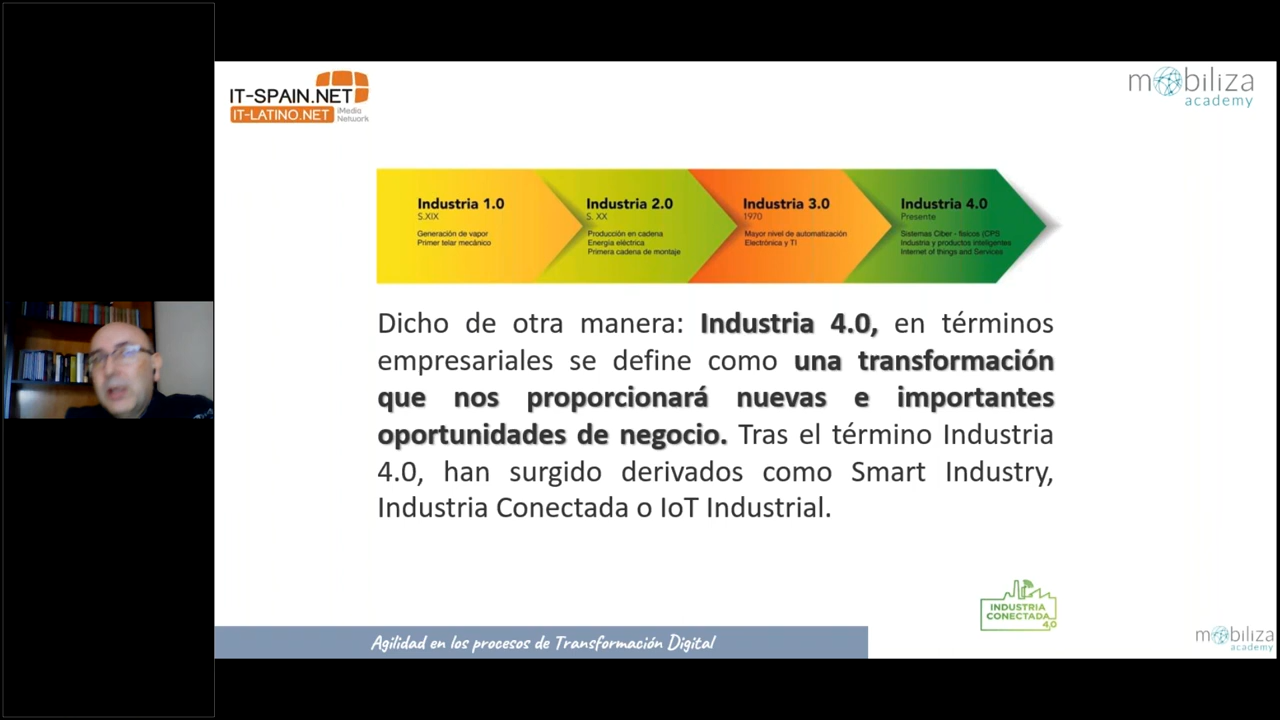 IT-SPAIN.NET
IT-LATINO.NET
iMedia
Network
mobiliza
academy
Industria 1.0
S.XIX
Generación de vapor
Primer telar mecánico
Industria 2.0
S. XX
Producción en cadena
Energía eléctrica
Primera cadena de montaje
Industria 3.0
1970
Mayor nivel de automatización
Electrónica y TI
Industria 4.0
Presente
Sistemas Ciber - físicos (CPS)
Industria y productos inteligentes
Internet of things and Services
Dicho de otra manera: Industria 4.0, en términos
empresariales se define como una transformación
que nos proporcionará nuevas e importantes
oportunidades de negocio. Tras el término Industria
4.0, han surgido derivados como Smart Industry,
Industria Conectada o IoT Industrial.
INDUSTRIA
CONECTADA
4.0
Agilidad en los procesos de Transformación Digital
mobiliza
academy